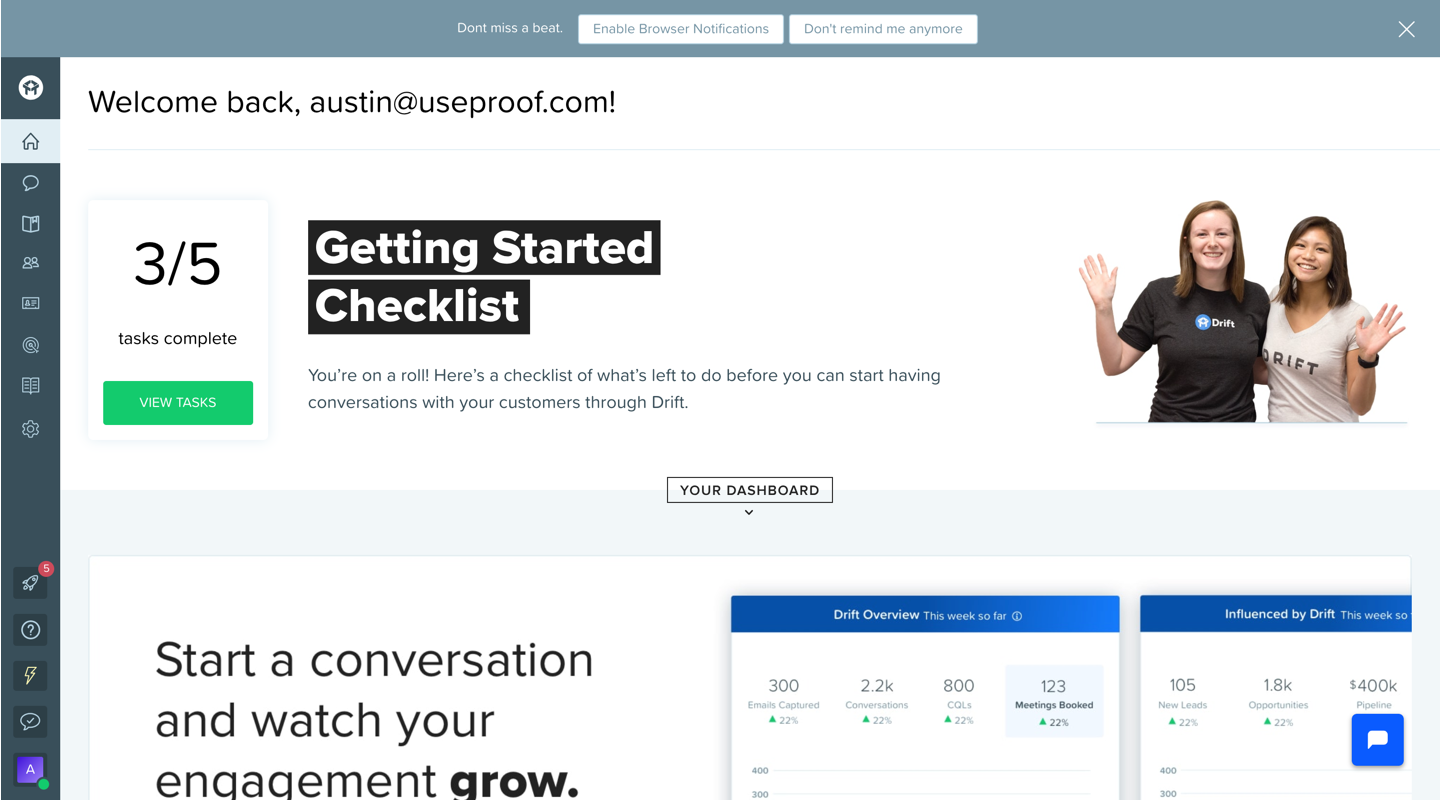 Dont miss a beat.
Enable Browser Notifications
Don't remind me anymore
Welcome back, austin@useproof.com!
3/5
tasks complete
VIEW TASKS
Getting Started
Checklist
You’re on a roll! Here’s a checklist of what’s left to do before you can start having
conversations with your customers through Drift.
Drift
DRIFT
YOUR DASHBOARD
5
A
Start a conversation
and watch your
engagement grow.
Drift Overview This week so far
300
Emails Captured
22%
2.2k
Conversations
22%
800
CQLs
22%
123
Meetings Booked
22%
400
300
Influenced by Drift This week so
105
New Leads
22%
1.8k
Opportunities
22%
$400k
Pipeline
400
300